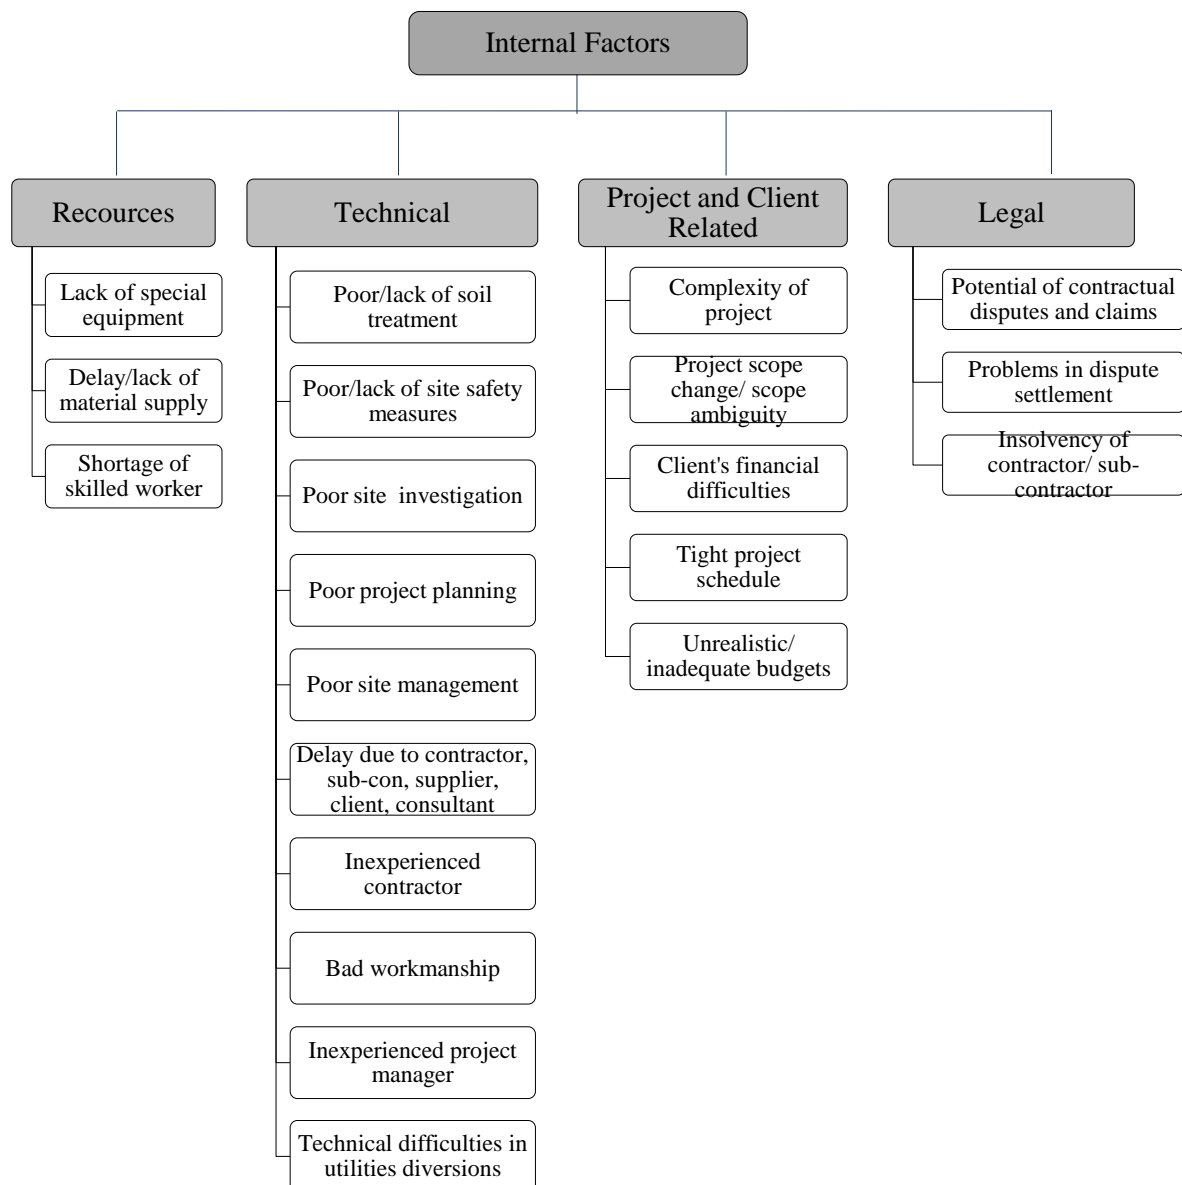 Internal Factors
Recources
Lack of special
equipment
Delay/lack of
material supply
Shortage of
skilled worker
Technical
Poor/lack of soil
treatment
Poor/lack of site safety
measures
Poor site  investigation
Poor project planning
Poor site management
Delay due to contractor,
sub-con, supplier,
client, consultant
Inexperienced
contractor
Bad workmanship
Inexperienced project
manager
Technical difficulties in
utilities diversions
Project and Client
Related
Complexity of
project
Project scope
change/ scope
ambiguity
Client's financial
difficulties
Tight project
schedule
Unrealistic/
inadequate budgets
Legal
Potential of contractual
disputes and claims
Problems in dispute
settlement
Insolvency of
contractor/ sub-
contractor